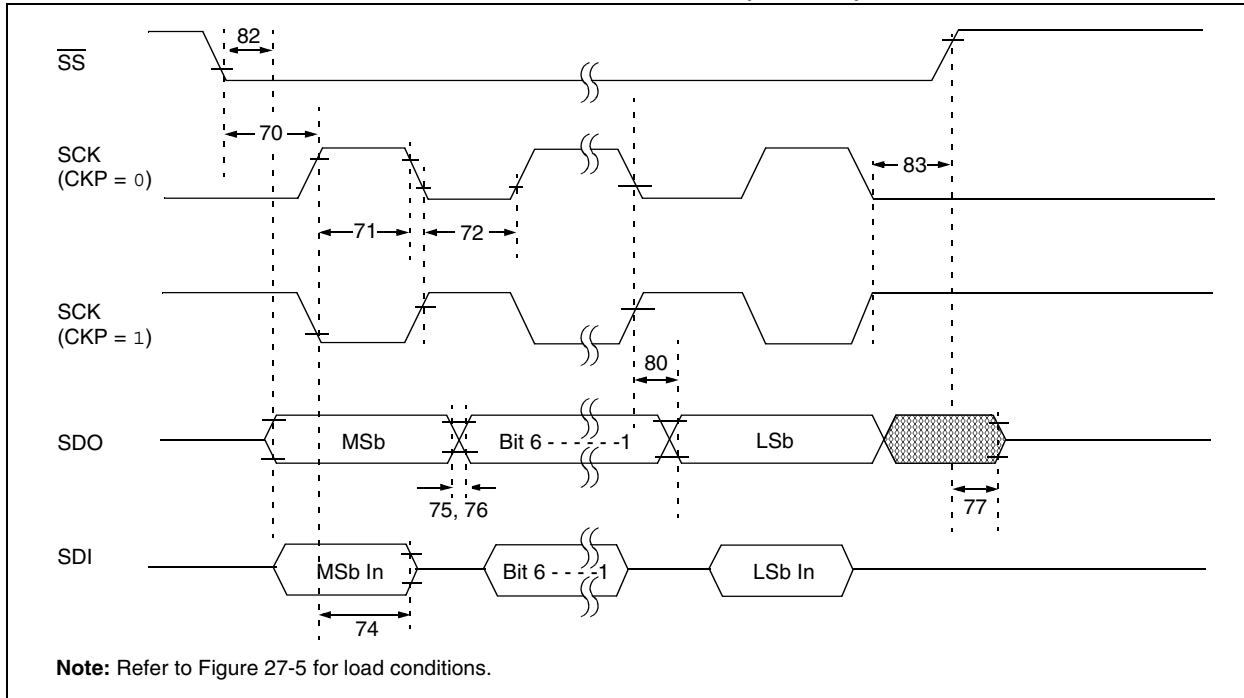 82
SS
70
SCK
(CKP = 0)
83
71
72
SCK
(CKP = 1)
80
SDO
MSb
Bit 6 - - - - - -1
LSb
75, 76
77
SDI
MSb In
Bit 6 - - - -1
LSb In
74
Note: Refer to Figure 27-5 for load conditions.